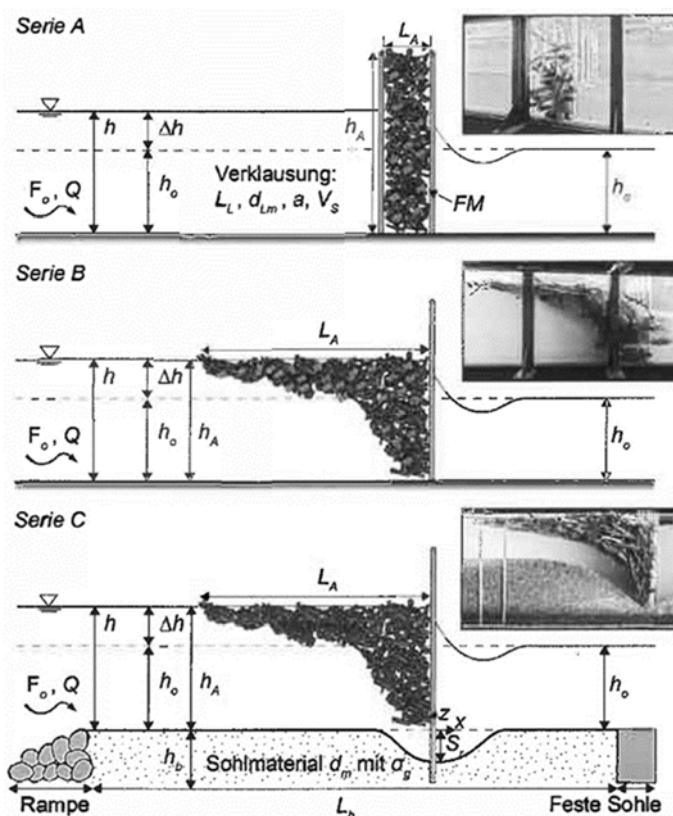 Serie A
L_A
h
Δh
h_A
F_o, Q
h_o
Verklausung:
L_L, d_Lm, a, V_S
FM
h_o
Serie B
L_A
h
Δh
F_o, Q
h_o
h_A
h_o
Serie C
L_A
h
Δh
F_o, Q
h_o
h_A
h_o
z
x
S
h_b
Sohlmaterial d_m mit σ_g
Rampe
L_b
Feste Sohle